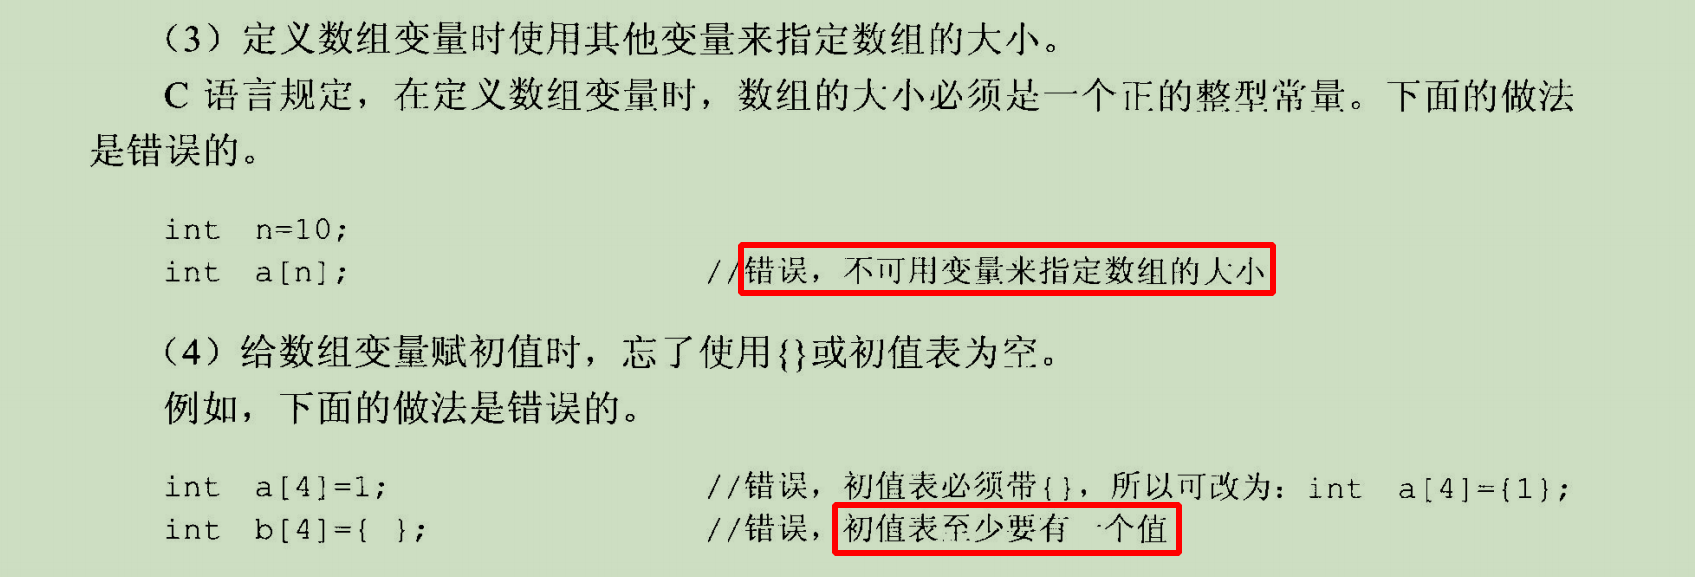 （3）定义数组变量时使用其他变量来指定数组的大小。
C 语言规定，在定义数组变量时，数组的大小必须是一个正的整型常量。下面的做法
是错误的。
int n=10;
int a[n]; //错误，不可用变量来指定数组的大小
（4）给数组变量赋初值时，忘了使用{}或初值表为空。
例如，下面的做法是错误的。
int a[4]=1; //错误，初值表必须带{}，所以可改为：int a[4]={1};
int b[4]={ }; //错误，初值表至少要有一个值